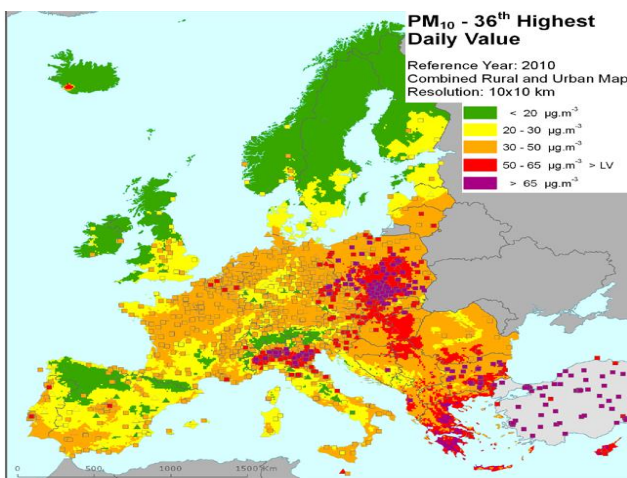 PM₁₀ - 36ᵗʰ Highest
Daily Value
Reference Year: 2010
Combined Rural and Urban Map
Resolution: 10x10 km
< 20 µg.m⁻³
20 - 30 µg.m⁻³
30 - 50 µg.m⁻³
50 - 65 µg.m⁻³ > LV
> 65 µg.m⁻³
0 500 1000 1500 Km